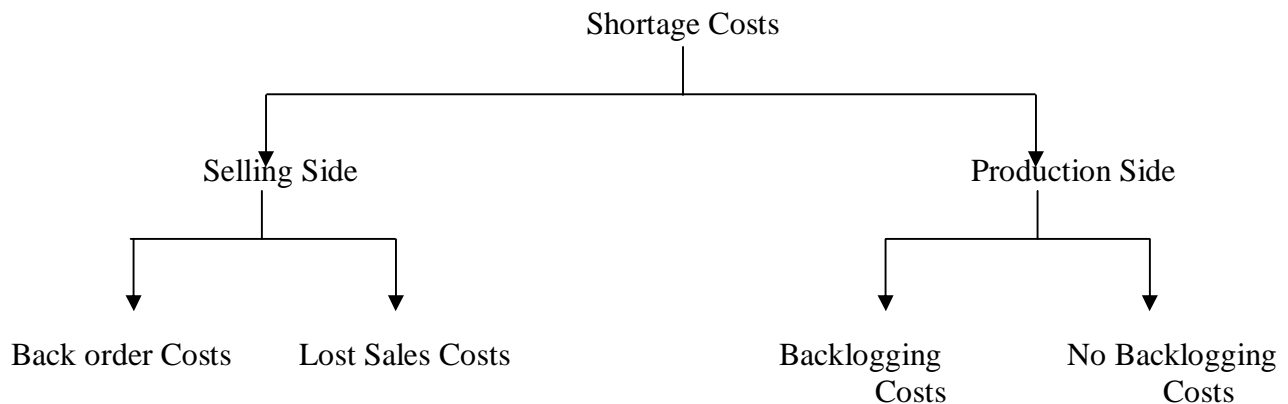 Shortage Costs
Selling Side
Production Side
Back order Costs
Lost Sales Costs
Backlogging
Costs
No Backlogging
Costs